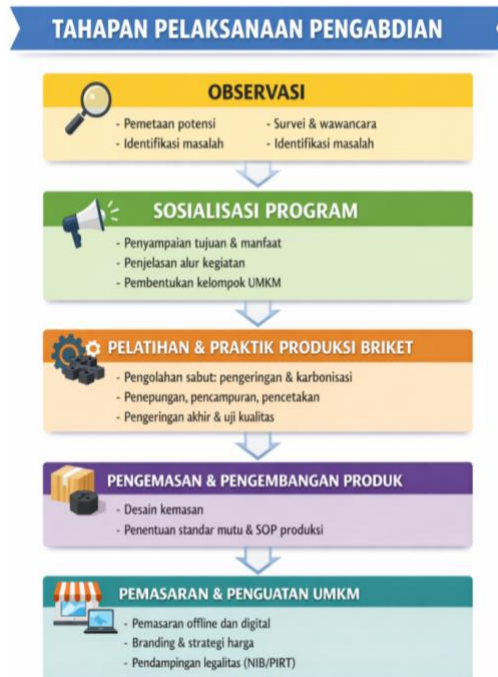 TAHAPAN PELAKSANAAN PENGABDIAN
OBSERVASI
- Pemetaan potensi
- Identifikasi masalah
- Survei & wawancara
- Identifikasi masalah
SOSIALISASI PROGRAM
- Penyampaian tujuan & manfaat
- Penjelasan alur kegiatan
- Pembentukan kelompok UMKM
PELATIHAN & PRAKTIK PRODUKSI BRIKET
- Pengolahan sabut: pengeringan & karbonisasi
- Penepungan, pencampuran, pencetakan
- Pengeringan akhir & uji kualitas
PENGEMASAN & PENGEMBANGAN PRODUK
- Desain kemasan
- Penentuan standar mutu & SOP produksi
PEMASARAN & PENGUATAN UMKM
- Pemasaran offline dan digital
- Branding & strategi harga
- Pendampingan legalitas (NIB/PIRT)